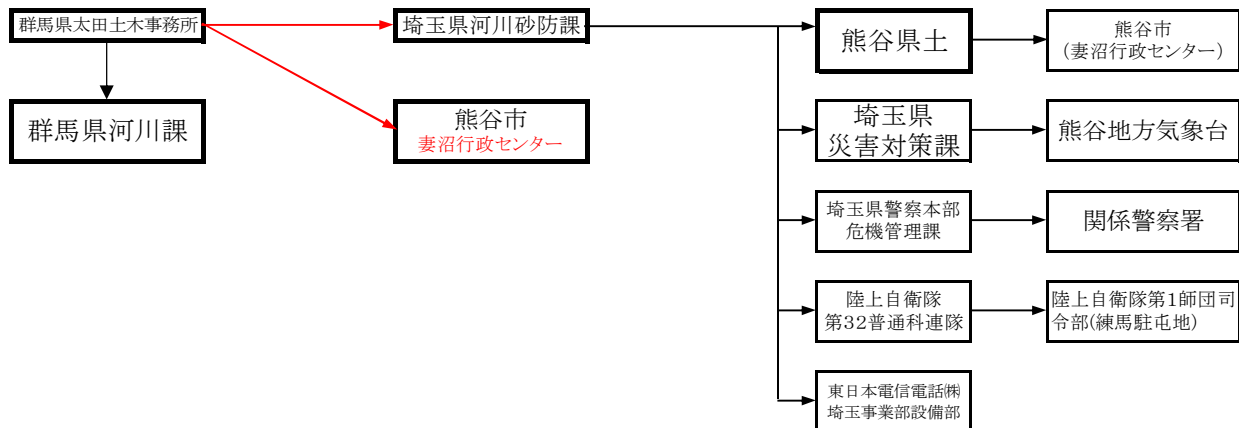 群馬県太田土木事務所
埼玉県河川砂防課
熊谷県土
熊谷市
(妻沼行政センター)
群馬県河川課
熊谷市
妻沼行政センター
埼玉県
災害対策課
熊谷地方気象台
埼玉県警察本部
危機管理課
関係警察署
陸上自衛隊
第32普通科連隊
陸上自衛隊第1師団司
令部(練馬駐屯地)
東日本電信電話㈱
埼玉事業部設備部